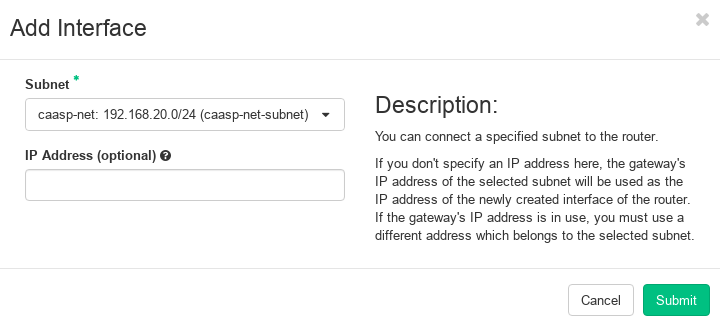 Add Interface
×
Subnet *
caasp-net: 192.168.20.0/24 (caasp-net-subnet)
IP Address (optional) ?
Description:
You can connect a specified subnet to the router.
If you don't specify an IP address here, the gateway's
IP address of the selected subnet will be used as the
IP address of the newly created interface of the router.
If the gateway's IP address is in use, you must use a
different address which belongs to the selected subnet.
Cancel
Submit